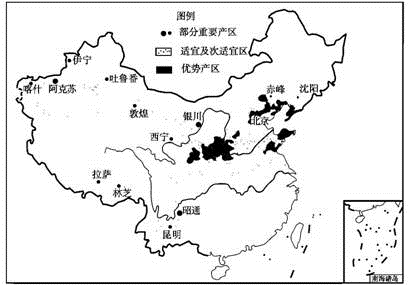 图例
部分重要产区
适宜及次适宜区
优势产区
伊宁
吐鲁番
喀什
阿克苏
敦煌
赤峰
沈阳
北京
银川
西宁
拉萨
林芝
昭通
昆明
南海诸岛